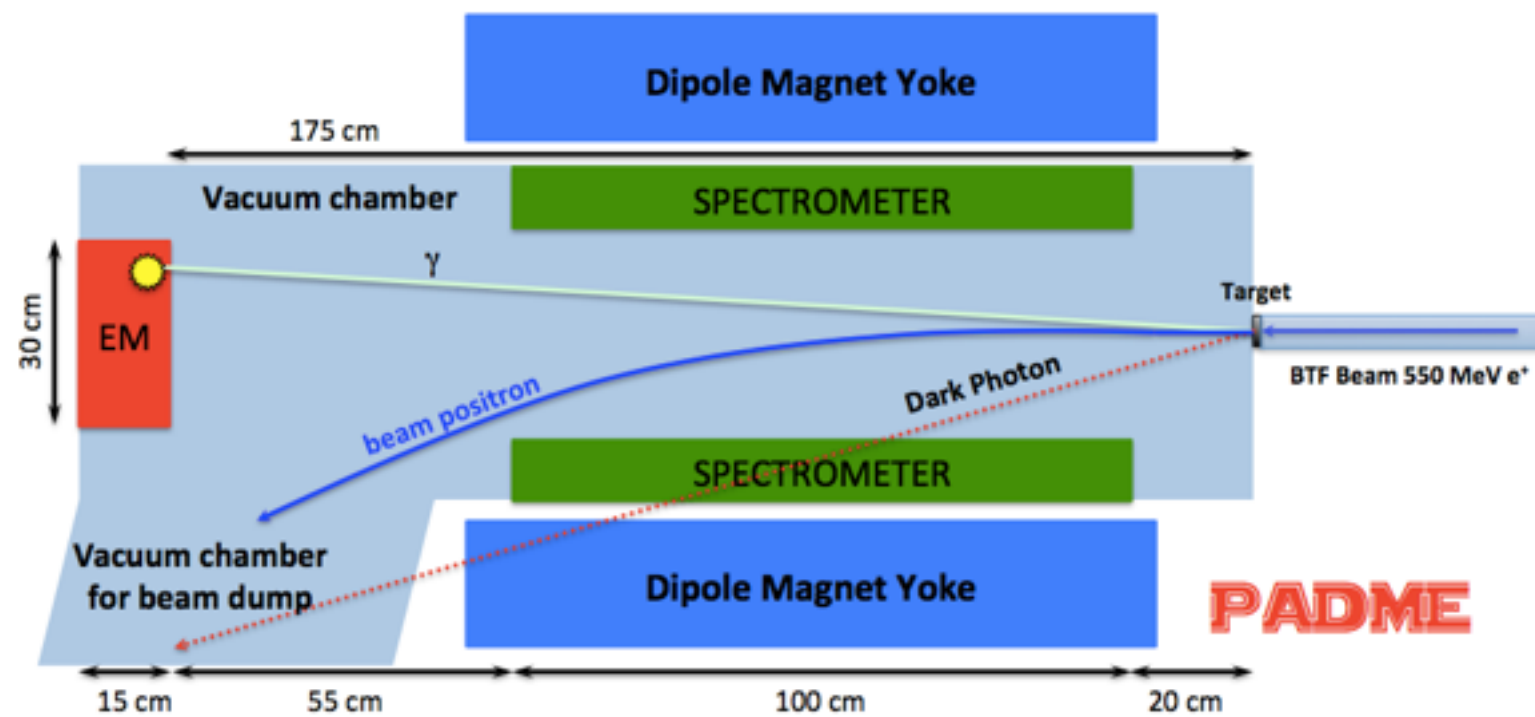 Dipole Magnet Yoke
175 cm
Vacuum chamber
SPECTROMETER
γ
Target
30 cm
EM
BTF Beam 550 MeV e⁺
Dark Photon
beam positron
SPECTROMETER
Vacuum chamber
for beam dump
Dipole Magnet Yoke
PADME
15 cm
55 cm
100 cm
20 cm